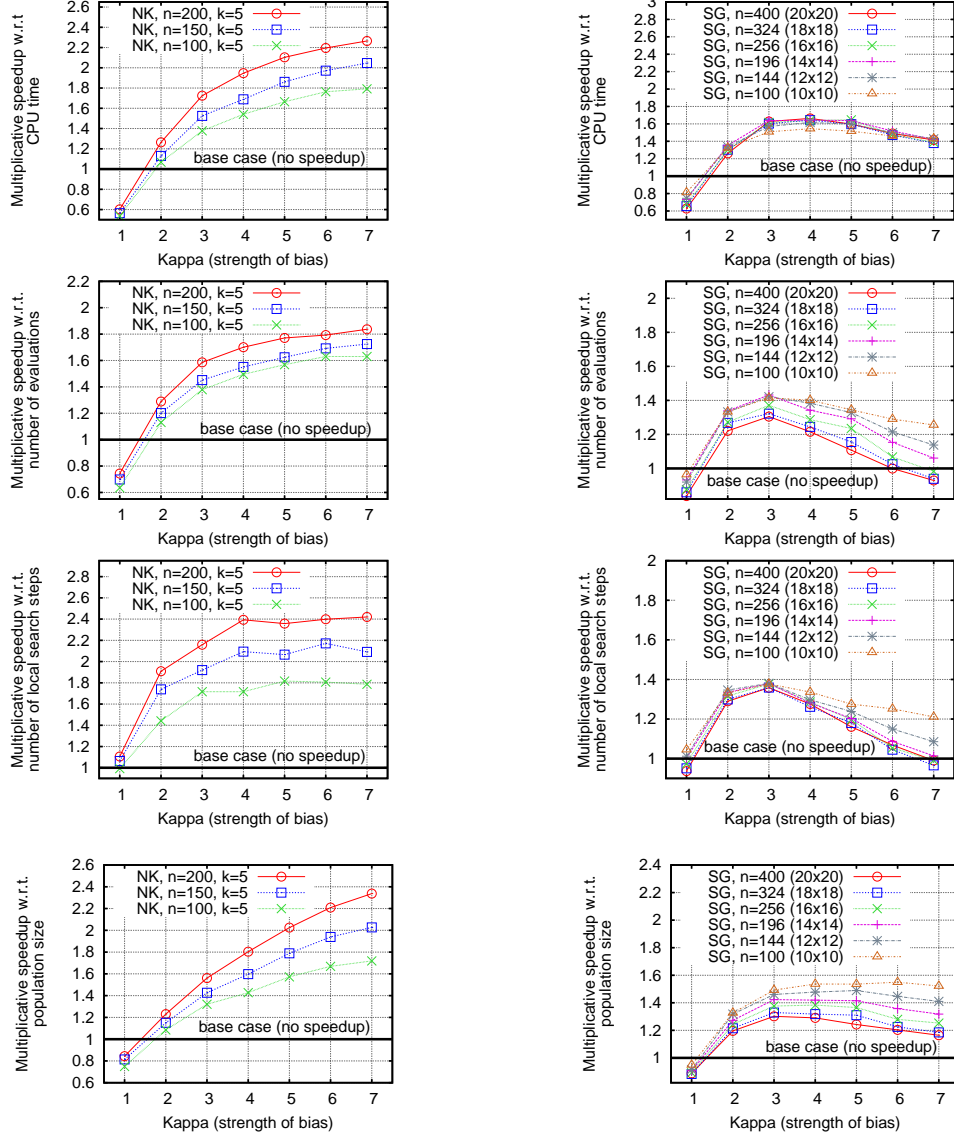 Multiplicative speedup w.r.t
CPU time
2.6
2.4
2.2
2
1.8
1.6
1.4
1.2
1
0.8
0.6
NK, n=200, k=5
NK, n=150, k=5
NK, n=100, k=5
base case (no speedup)
1 2 3 4 5 6 7
Kappa (strength of bias)
Multiplicative speedup w.r.t
CPU time
3
2.8
2.6
2.4
2.2
2
1.8
1.6
1.4
1.2
1
0.8
0.6
SG, n=400 (20x20)
SG, n=324 (18x18)
SG, n=256 (16x16)
SG, n=196 (14x14)
SG, n=144 (12x12)
SG, n=100 (10x10)
base case (no speedup)
1 2 3 4 5 6 7
Kappa (strength of bias)
Multiplicative speedup w.r.t.
number of evaluations
2.2
2
1.8
1.6
1.4
1.2
1
0.8
0.6
NK, n=200, k=5
NK, n=150, k=5
NK, n=100, k=5
base case (no speedup)
1 2 3 4 5 6 7
Kappa (strength of bias)
Multiplicative speedup w.r.t.
number of evaluations
2
1.8
1.6
1.4
1.2
1
SG, n=400 (20x20)
SG, n=324 (18x18)
SG, n=256 (16x16)
SG, n=196 (14x14)
SG, n=144 (12x12)
SG, n=100 (10x10)
base case (no speedup)
1 2 3 4 5 6 7
Kappa (strength of bias)
Multiplicative speedup w.r.t.
number of local search steps
2.8
2.6
2.4
2.2
2
1.8
1.6
1.4
1.2
1
NK, n=200, k=5
NK, n=150, k=5
NK, n=100, k=5
base case (no speedup)
1 2 3 4 5 6 7
Kappa (strength of bias)
Multiplicative speedup w.r.t.
number of local search steps
2
1.8
1.6
1.4
1.2
1
SG, n=400 (20x20)
SG, n=324 (18x18)
SG, n=256 (16x16)
SG, n=196 (14x14)
SG, n=144 (12x12)
SG, n=100 (10x10)
base case (no speedup)
1 2 3 4 5 6 7
Kappa (strength of bias)
Multiplicative speedup w.r.t.
population size
2.6
2.4
2.2
2
1.8
1.6
1.4
1.2
1
0.8
0.6
NK, n=200, k=5
NK, n=150, k=5
NK, n=100, k=5
base case (no speedup)
1 2 3 4 5 6 7
Kappa (strength of bias)
Multiplicative speedup w.r.t.
population size
2.4
2.2
2
1.8
1.6
1.4
1.2
1
SG, n=400 (20x20)
SG, n=324 (18x18)
SG, n=256 (16x16)
SG, n=196 (14x14)
SG, n=144 (12x12)
SG, n=100 (10x10)
base case (no speedup)
1 2 3 4 5 6 7
Kappa (strength of bias)